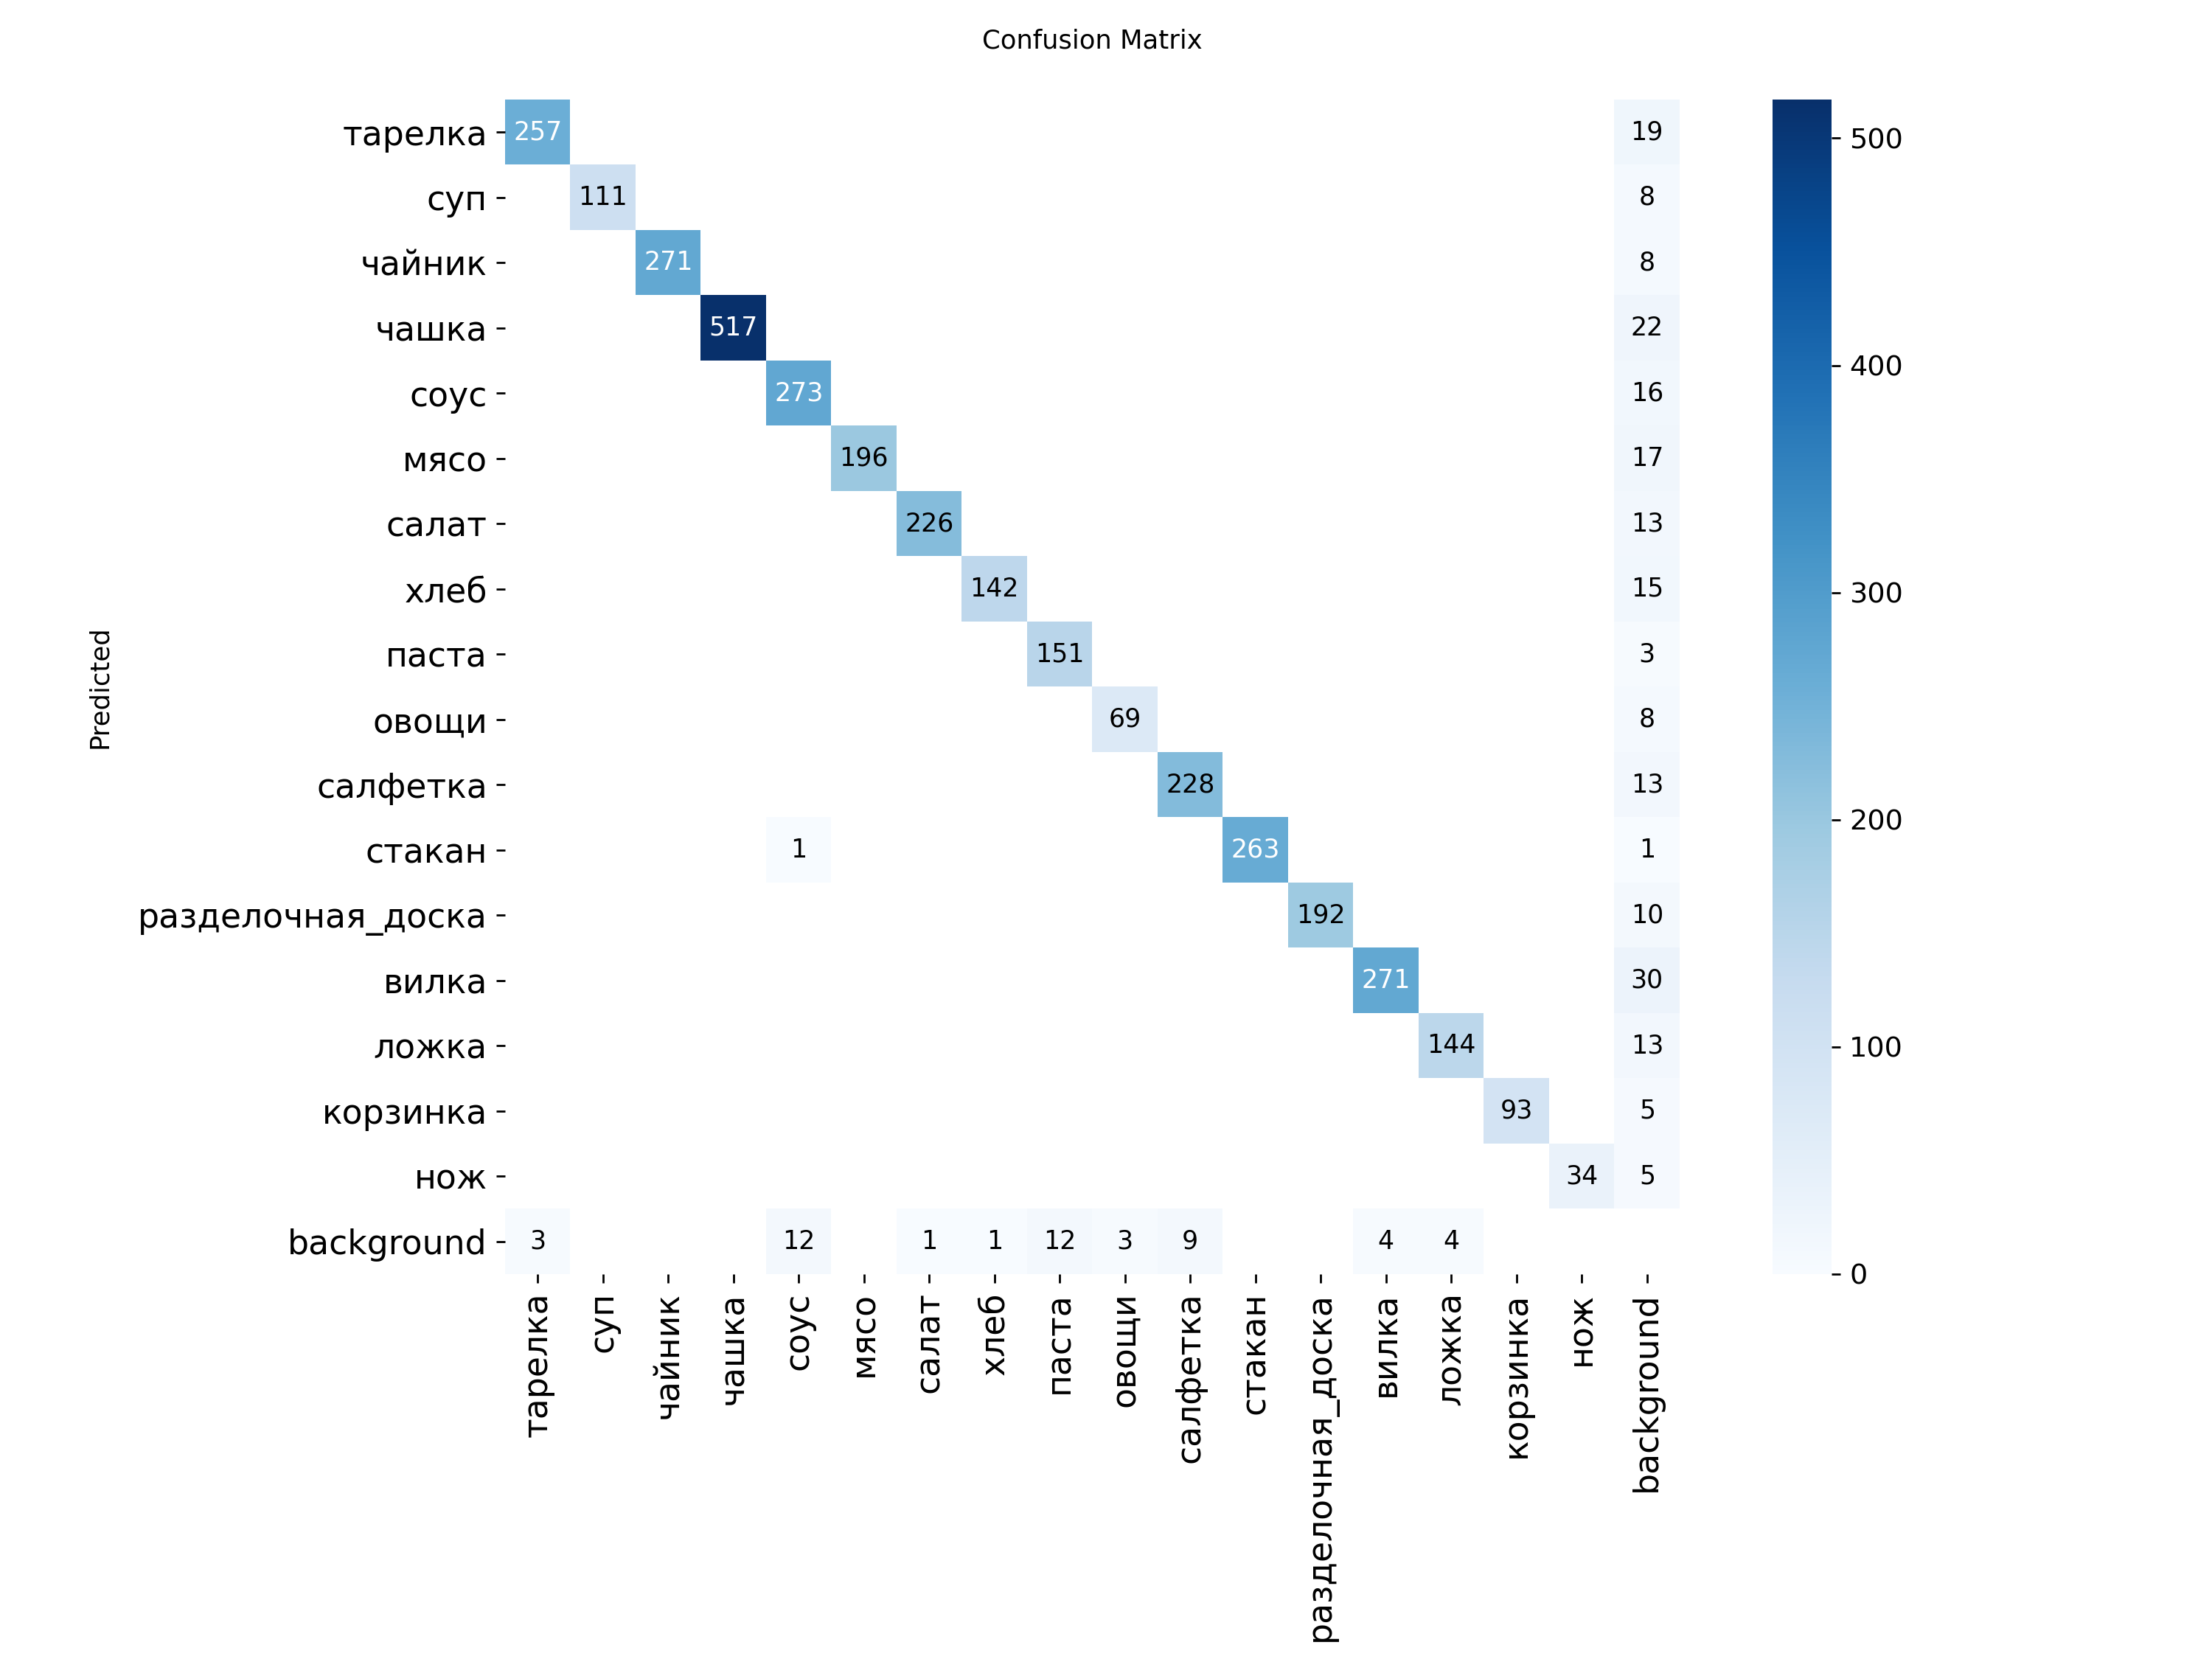 Confusion Matrix
тарелка 257 19 500
суп 111 8
чайник 271 8
чашка 517 22 400
соус 273 16
мясо 196 17
салат 226 13
хлеб 142 15 300
паста 151 3
Predicted
овощи 69 8
салфетка 228 13 200
стакан 1 263 1
разделочная_доска 192 10
вилка 271 30
ложка 144 13 100
корзинка 93 5
нож 34 5
background 3 12 1 1 12 3 9 4 4 0
тарелка
суп
чайник
чашка
соус
мясо
салат
хлеб
паста
овощи
салфетка
стакан
разделочная_доска
вилка
ложка
корзинка
нож
background